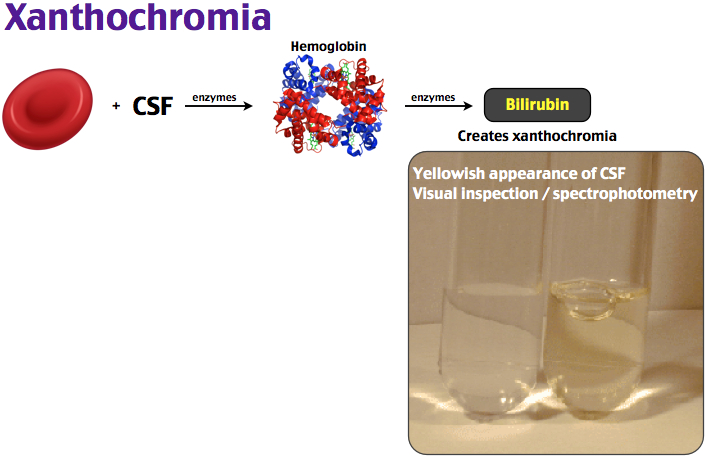 Xanthochromia
Hemoglobin
+ CSF
enzymes
enzymes
Bilirubin
Creates xanthochromia
Yellowish appearance of CSF
Visual inspection / spectrophotometry